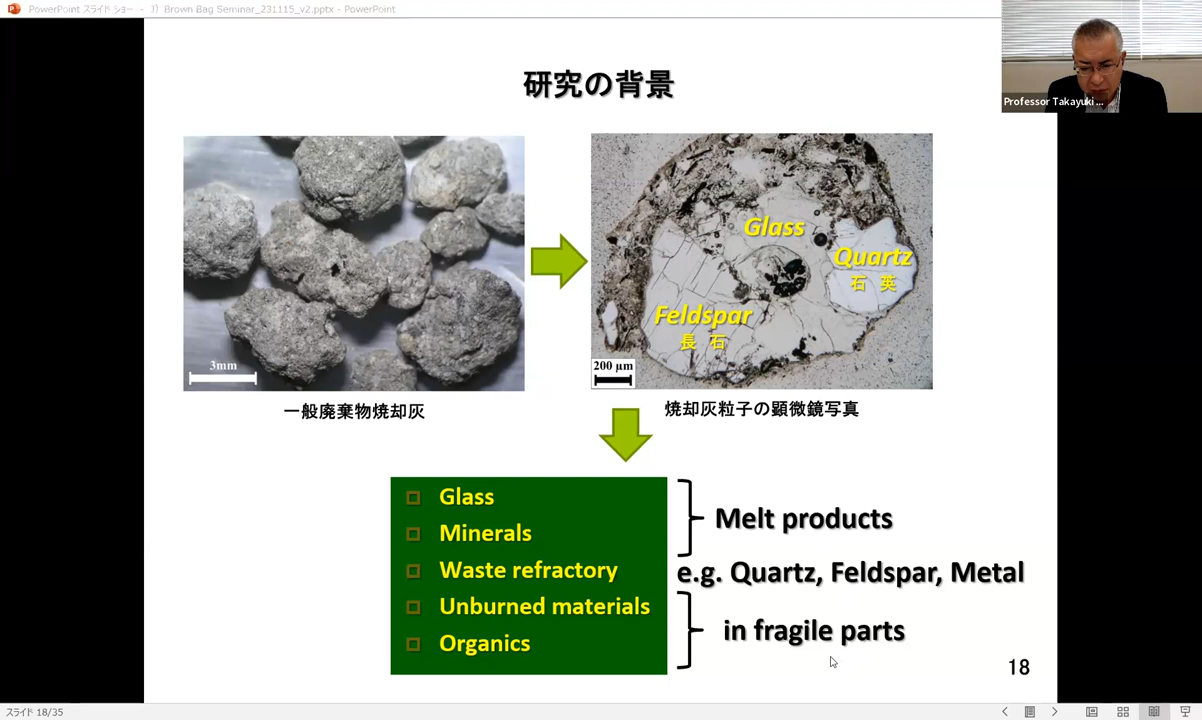 PowerPoint スライド ショー - 3) Brown Bag Seminar_231115_v2.pptx - PowerPoint
Professor Takayuki ...
研究の背景
Glass
Quartz
石 英
Feldspar
長 石
3mm
200 µm
一般廃棄物焼却灰
焼却灰粒子の顕微鏡写真
Glass
Minerals
Melt products
Waste refractory
e.g. Quartz, Feldspar, Metal
Unburned materials
in fragile parts
Organics
18
スライド 18/35